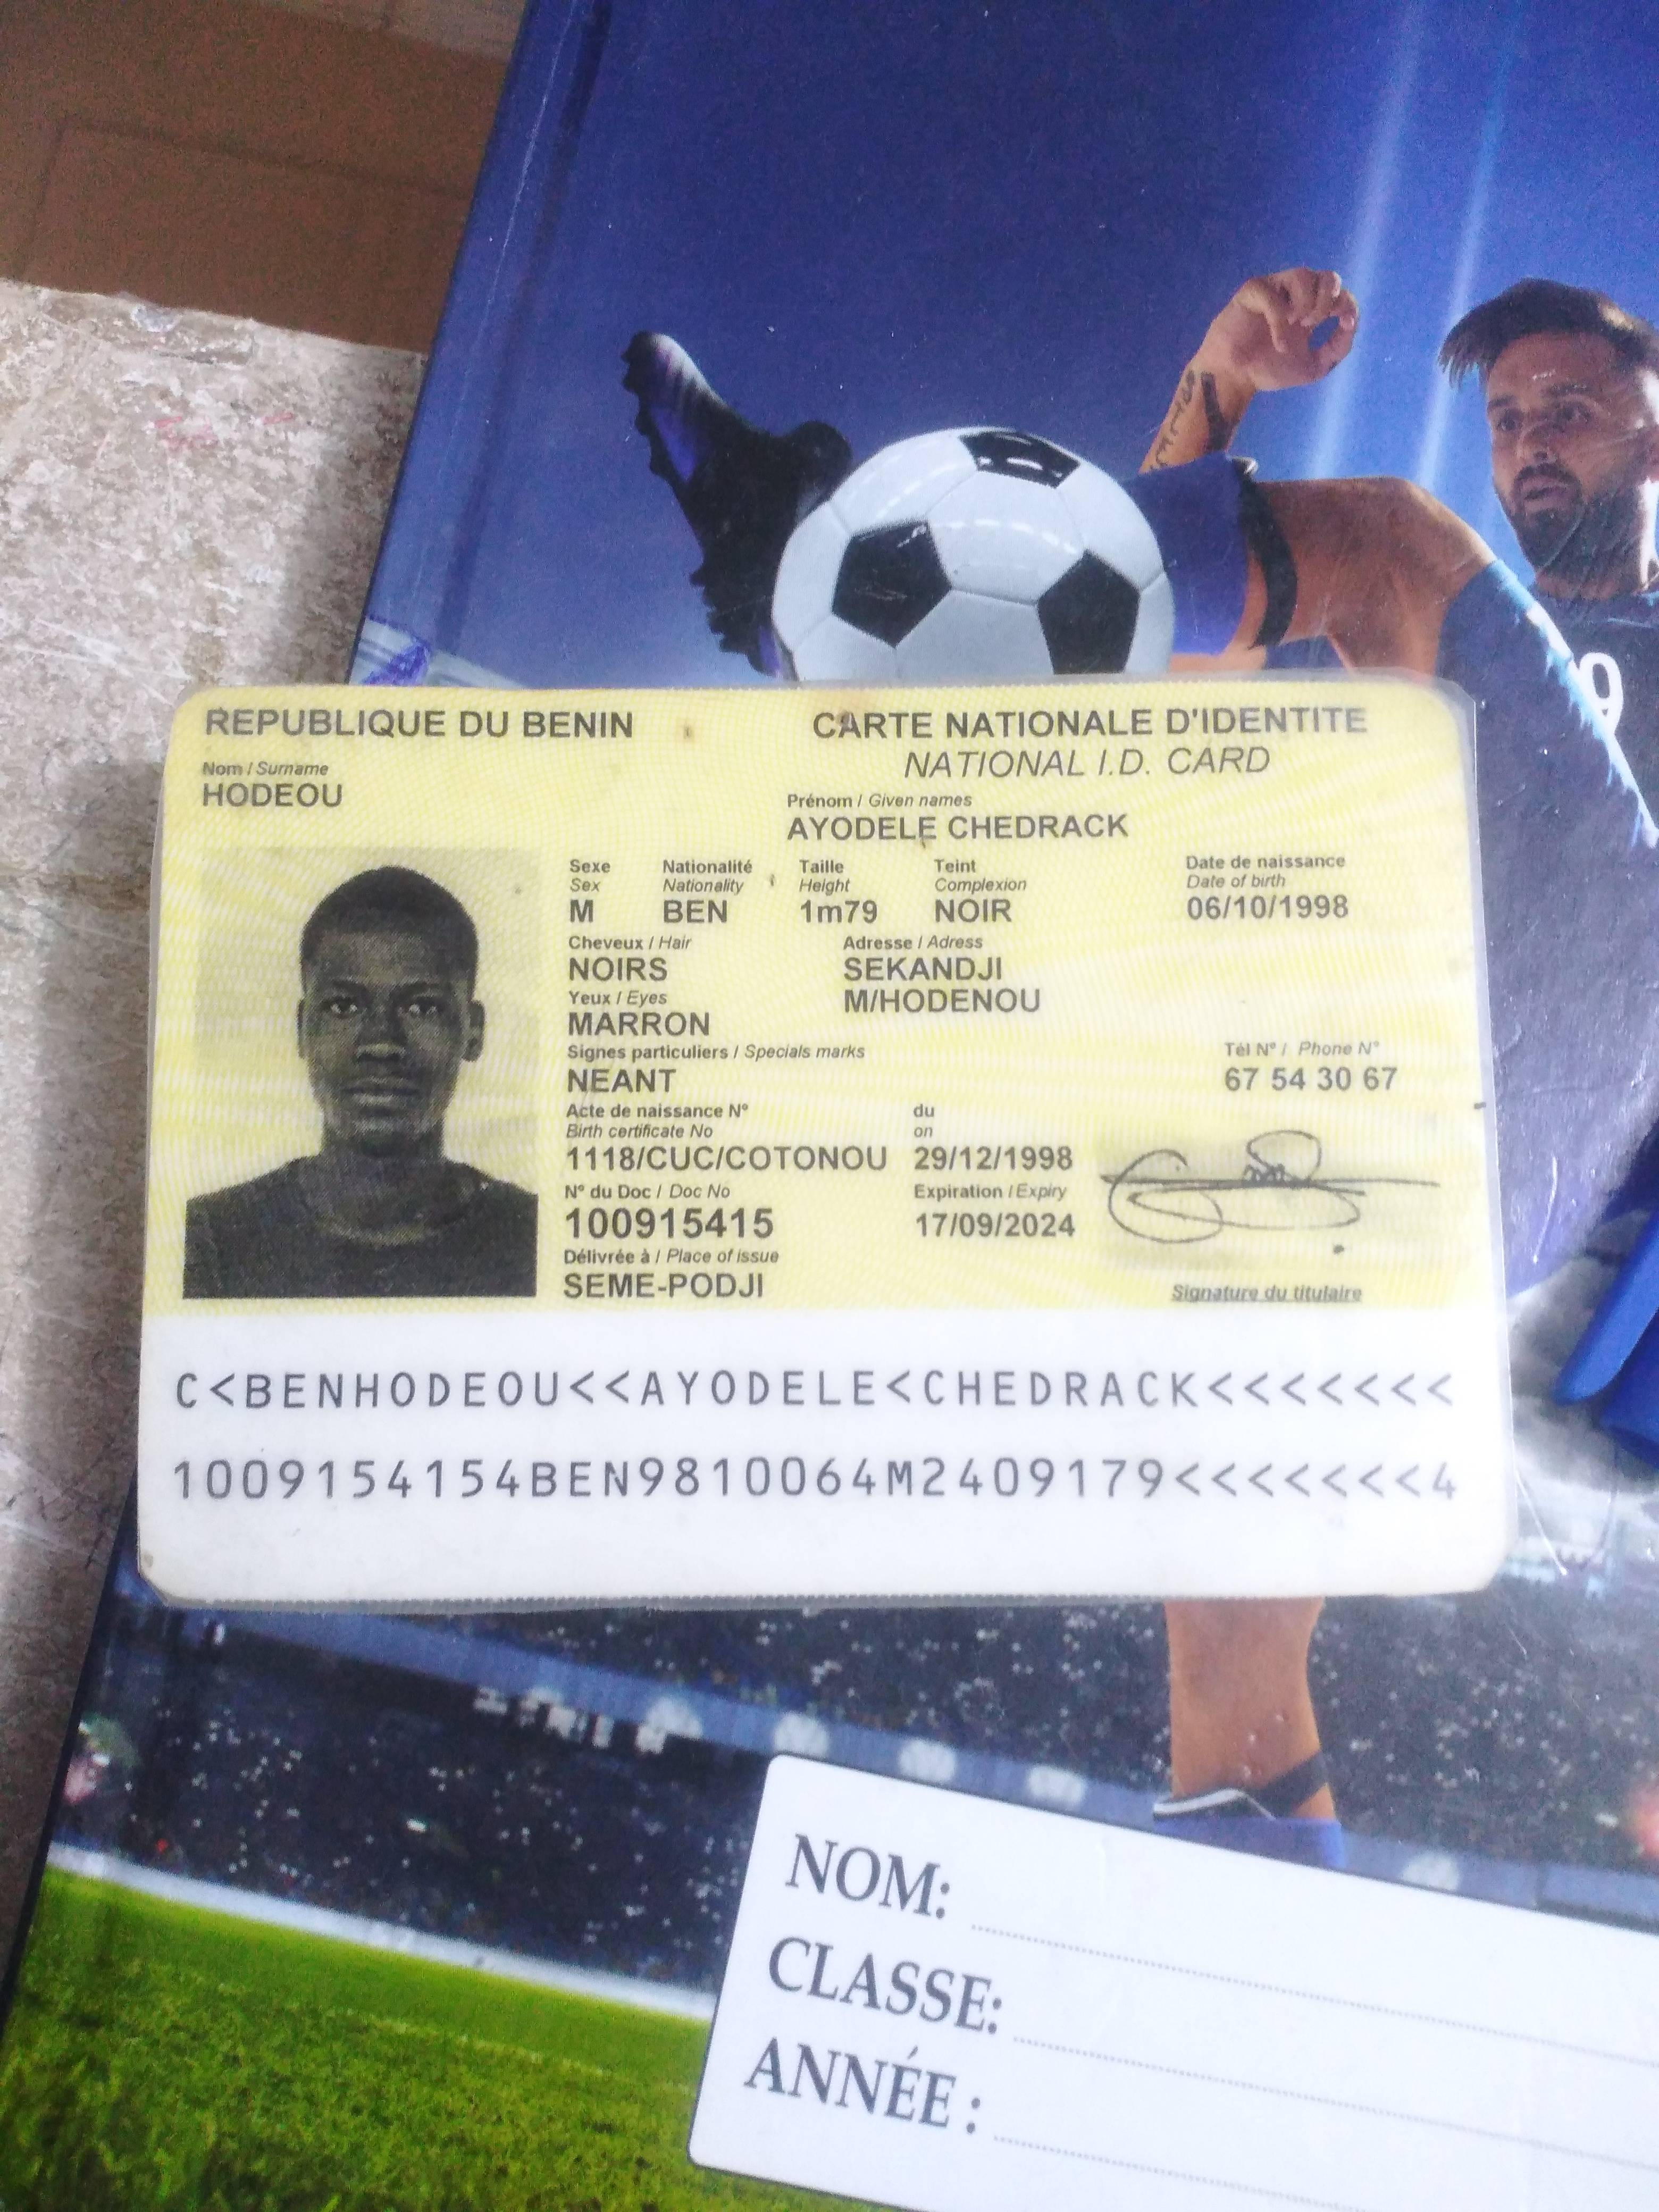 REPUBLIQUE DU BENIN
CARTE NATIONALE D'IDENTITE
NATIONAL I.D. CARD
Nom / Surname
HODEOU
Prénom / Given names
AYODELE CHEDRACK
Sexe Nationalité Taille Teint Date de naissance
Sex Nationality Height Complexion Date of birth
M BEN 1m79 NOIR 06/10/1998
Cheveux / Hair Adresse / Adress
NOIRS SEKANDJI
Yeux / Eyes M/HODENOU
MARRON
Signes particuliers / Specials marks Tél N° / Phone N°
NEANT 67 54 30 67
Acte de naissance N° du
Birth certificate No on
1118/CUC/COTONOU 29/12/1998
N° du Doc / Doc No Expiration / Expiry
100915415 17/09/2024
Délivrée à / Place of issue
SEME-PODJI
Signature du titulaire
C<BENHODEOU<<AYODELE<CHEDRACK<<<<<<<
1009154154BEN9810064M2409179<<<<<<<4
9
NOM:
CLASSE:
ANNÉE :